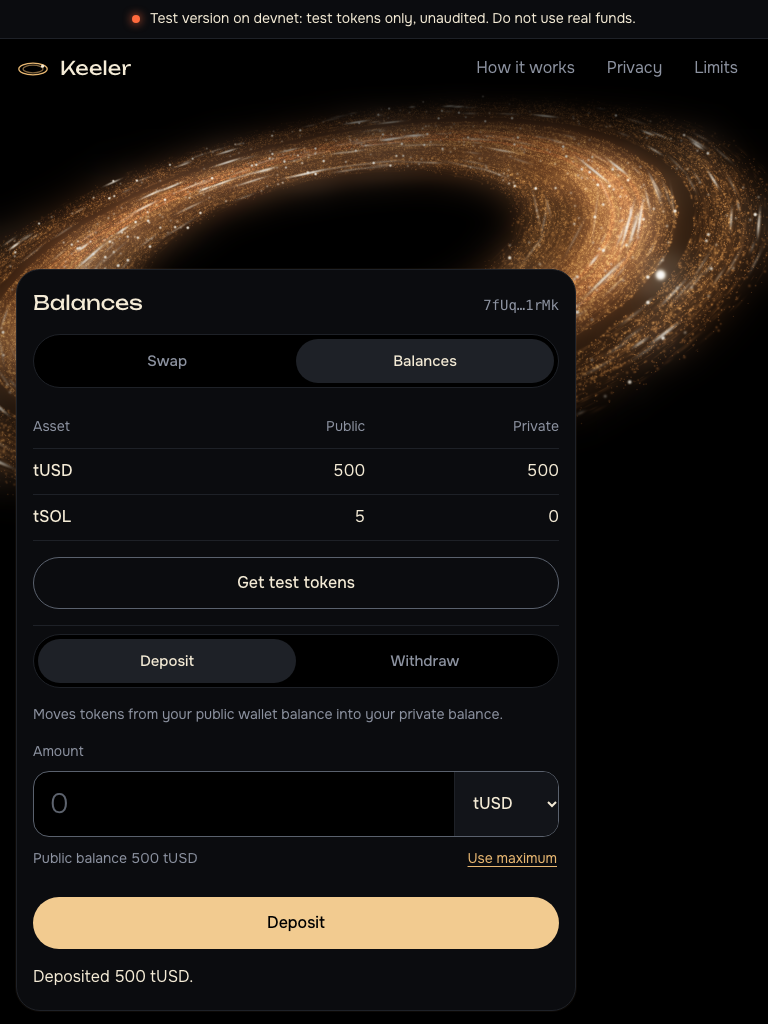 Test version on devnet: test tokens only, unaudited. Do not use real funds.
Keeler How it works Privacy Limits
Balances 7fUq…1rMk
Swap Balances
Asset Public Private
tUSD 500 500
tSOL 5 0
Get test tokens
Deposit Withdraw
Moves tokens from your public wallet balance into your private balance.
Amount
0 tUSD
Public balance 500 tUSD Use maximum
Deposit
Deposited 500 tUSD.